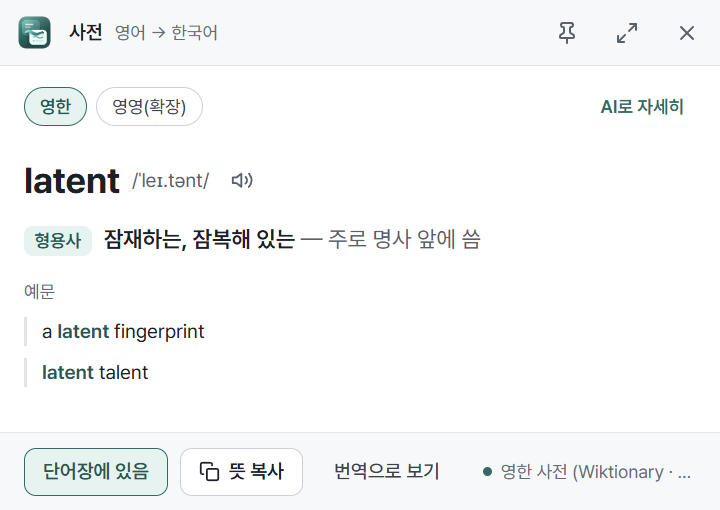 사전 영어 → 한국어
영한 영영(확장) AI로 자세히
latent /ˈleɪ.tənt/
형용사 잠재하는, 잠복해 있는 — 주로 명사 앞에 씀
예문
a latent fingerprint
latent talent
단어장에 있음 뜻 복사 번역으로 보기 영한 사전 (Wiktionary · ...